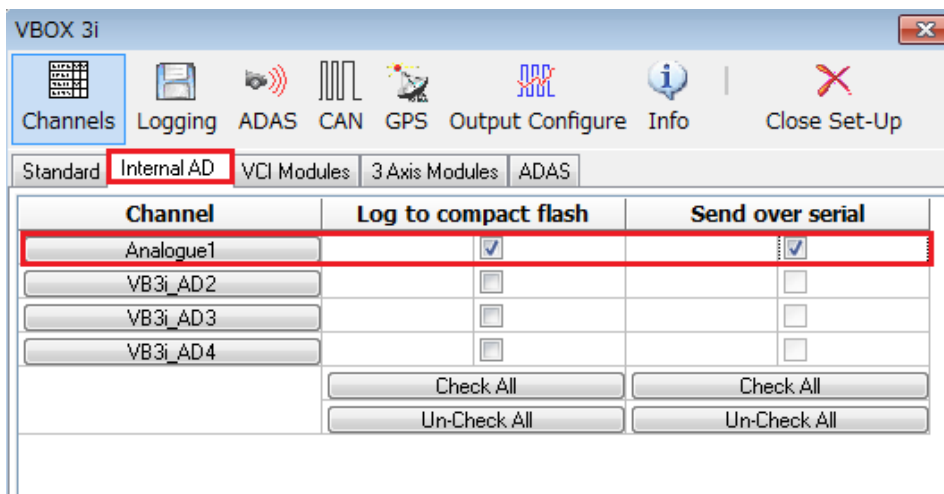 VBOX 3i
Channels Logging ADAS CAN GPS Output Configure Info Close Set-Up
Standard Internal AD VCI Modules 3 Axis Modules ADAS
Channel Log to compact flash Send over serial
Analogue1
VB3i_AD2
VB3i_AD3
VB3i_AD4
Check All Check All
Un-Check All Un-Check All